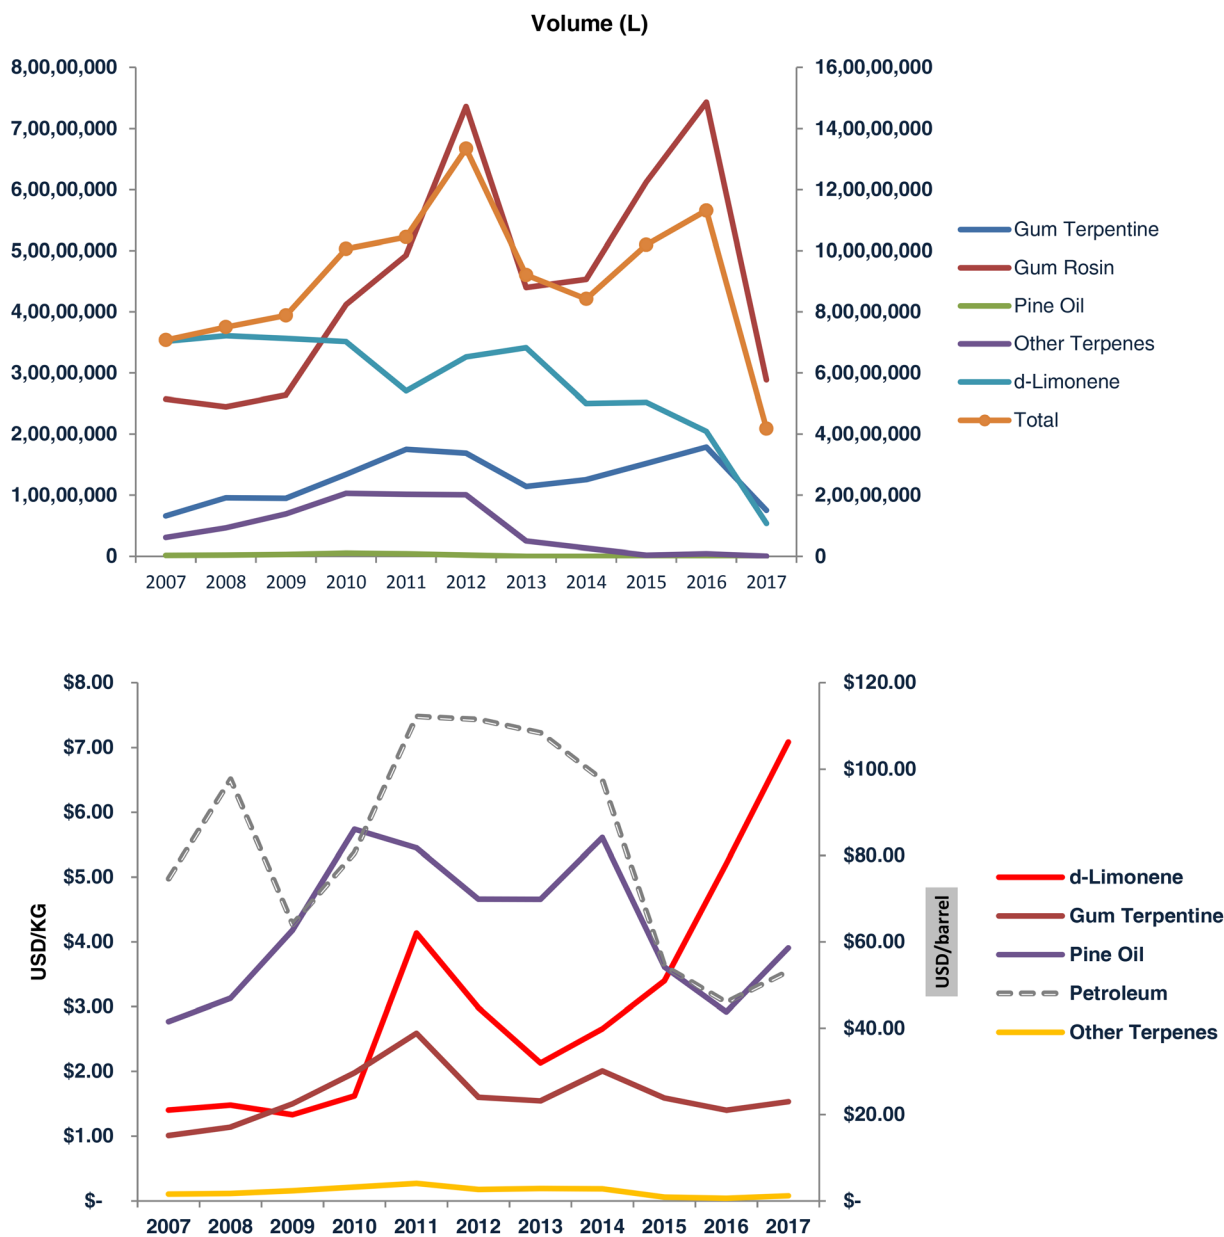 Volume (L)
8,00,00,000
7,00,00,000
6,00,00,000
5,00,00,000
4,00,00,000
3,00,00,000
2,00,00,000
1,00,00,000
0
16,00,00,000
14,00,00,000
12,00,00,000
10,00,00,000
8,00,00,000
6,00,00,000
4,00,00,000
2,00,00,000
0
2007 2008 2009 2010 2011 2012 2013 2014 2015 2016 2017
Gum Terpentine
Gum Rosin
Pine Oil
Other Terpenes
d-Limonene
Total
USD/KG
$8.00
$7.00
$6.00
$5.00
$4.00
$3.00
$2.00
$1.00
$-
$120.00
$100.00
$80.00
$60.00
$40.00
$20.00
$-
USD/barrel
2007 2008 2009 2010 2011 2012 2013 2014 2015 2016 2017
d-Limonene
Gum Terpentine
Pine Oil
Petroleum
Other Terpenes